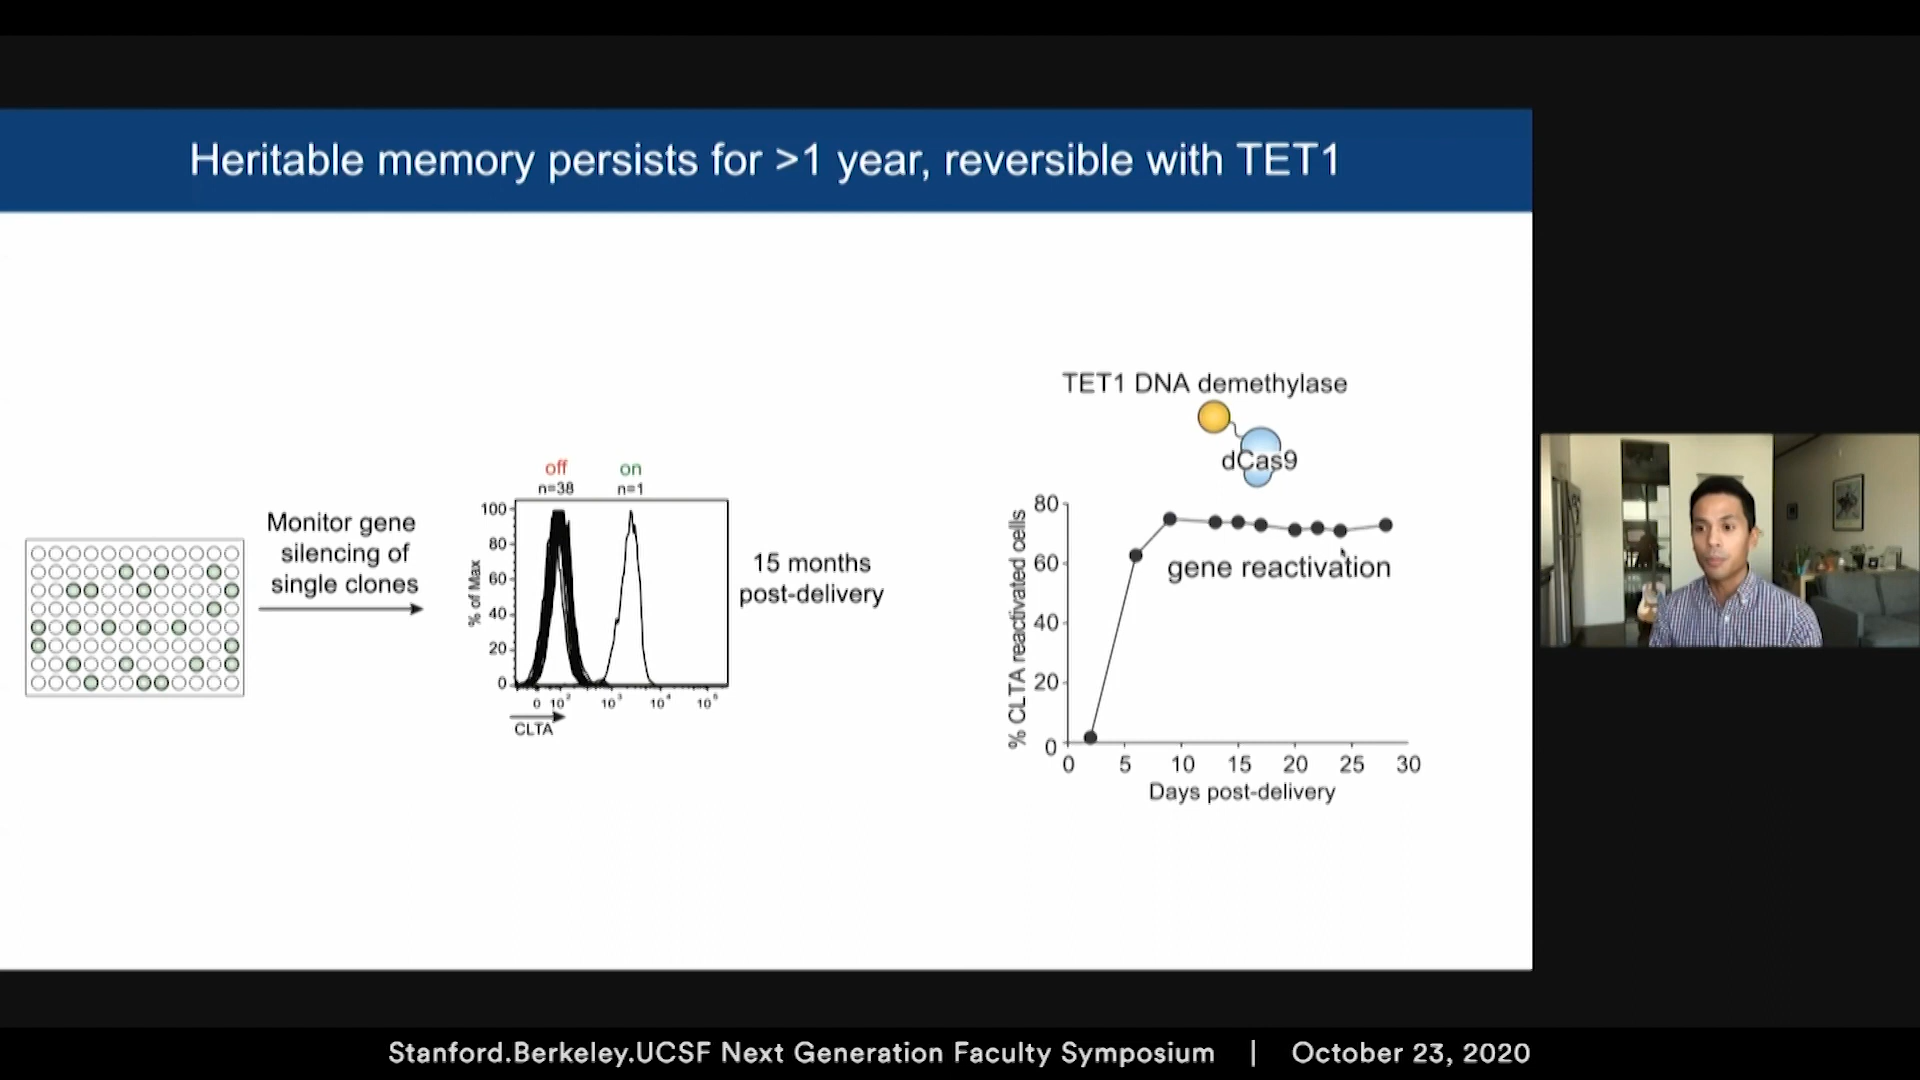 Heritable memory persists for >1 year, reversible with TET1
Monitor gene
silencing of
single clones
off
n=38
on
n=1
% of Max
100
80
60
40
20
0
0 10² 10³ 10⁴ 10⁵
CLTA
15 months
post-delivery
TET1 DNA demethylase
dCas9
% CLTA reactivated cells
80
60
40
20
0
gene reactivation
0 5 10 15 20 25 30
Days post-delivery
Stanford.Berkeley.UCSF Next Generation Faculty Symposium | October 23, 2020